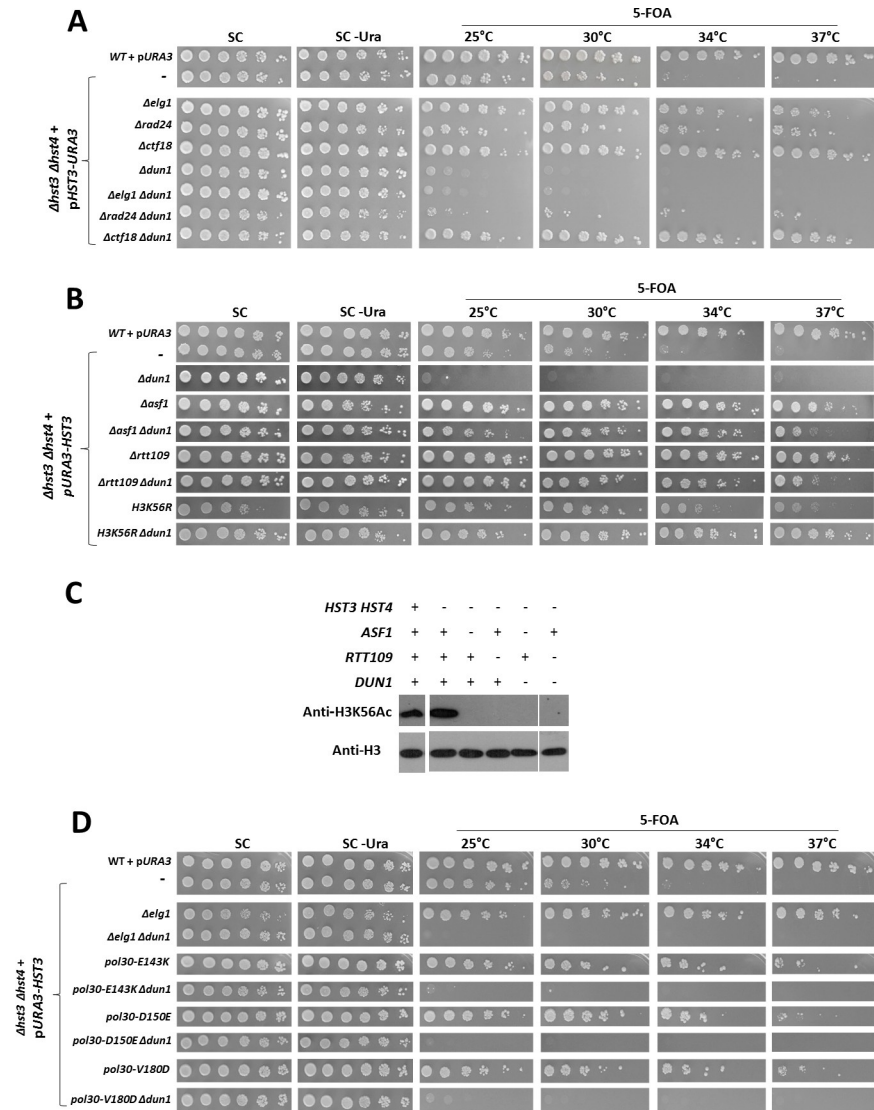 A
5-FOA
SC
SC -Ura
25°C
30°C
34°C
37°C
WT + pURA3
-
Δelg1
Δrad24
Δctf18
Δdun1
Δelg1 Δdun1
Δrad24 Δdun1
Δctf18 Δdun1
Δhst3 Δhst4 +
pHST3-URA3
B
5-FOA
SC
SC -Ura
25°C
30°C
34°C
37°C
WT + pURA3
-
Δdun1
Δasf1
Δasf1 Δdun1
Δrtt109
Δrtt109 Δdun1
H3K56R
H3K56R Δdun1
Δhst3 Δhst4 +
pURA3-HST3
C
HST3 HST4 + - - - - -
ASF1 + + - + - +
RTT109 + + + - + -
DUN1 + + + + - -
Anti-H3K56Ac
Anti-H3
D
5-FOA
SC
SC -Ura
25°C
30°C
34°C
37°C
WT + pURA3
-
Δelg1
Δelg1 Δdun1
pol30-E143K
pol30-E143K Δdun1
pol30-D150E
pol30-D150E Δdun1
pol30-V180D
pol30-V180D Δdun1
Δhst3 Δhst4 +
pURA3-HST3